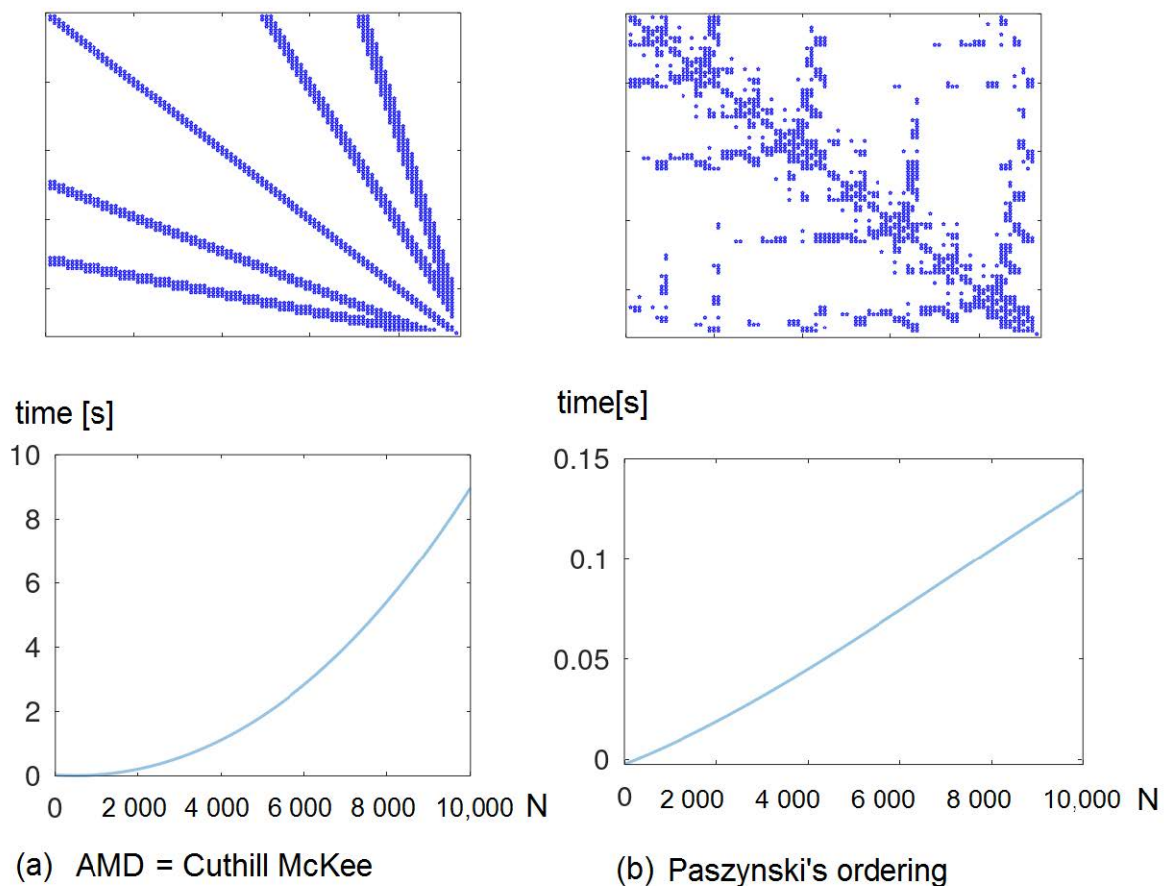 time [s]
10
8
6
4
2
0
0 2 000 4 000 6 000 8 000 10,000 N
(a) AMD = Cuthill McKee
time[s]
0.15
0.1
0.05
0
0 2 000 4 000 6 000 8 000 10,000 N
(b) Paszynski's ordering